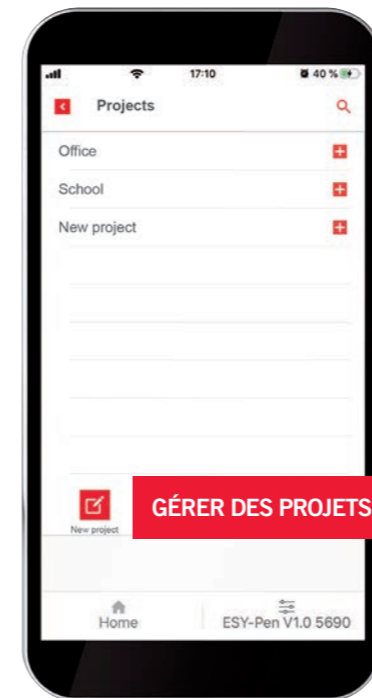 17:10 40 %
Projects
Office
School
New project
GÉRER DES PROJETS
New project
Home ESY-Pen V1.0 5690